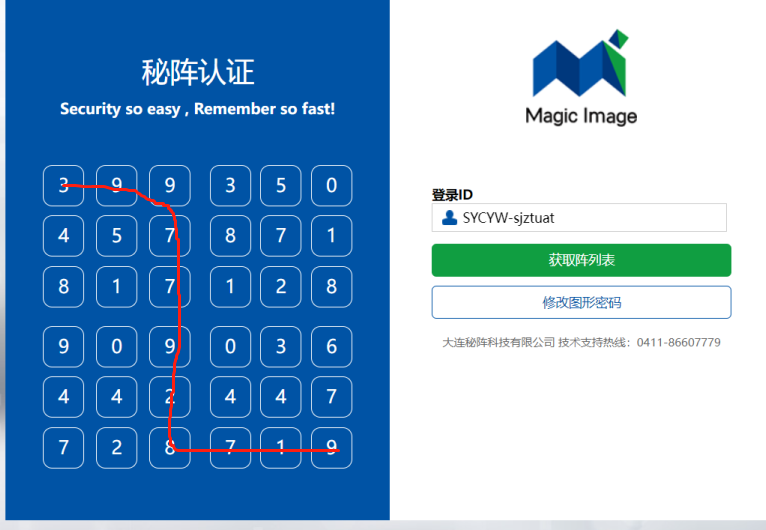 秘阵认证
Security so easy , Remember so fast!
3 9 9 3 5 0
4 5 7 8 7 1
8 1 7 1 2 8
9 0 9 0 3 6
4 4 2 4 4 7
7 2 8 7 1 9
Magic Image
登录ID
SYCYW-sjztuat
获取阵列表
修改图形密码
大连秘阵科技有限公司 技术支持热线：0411-86607779